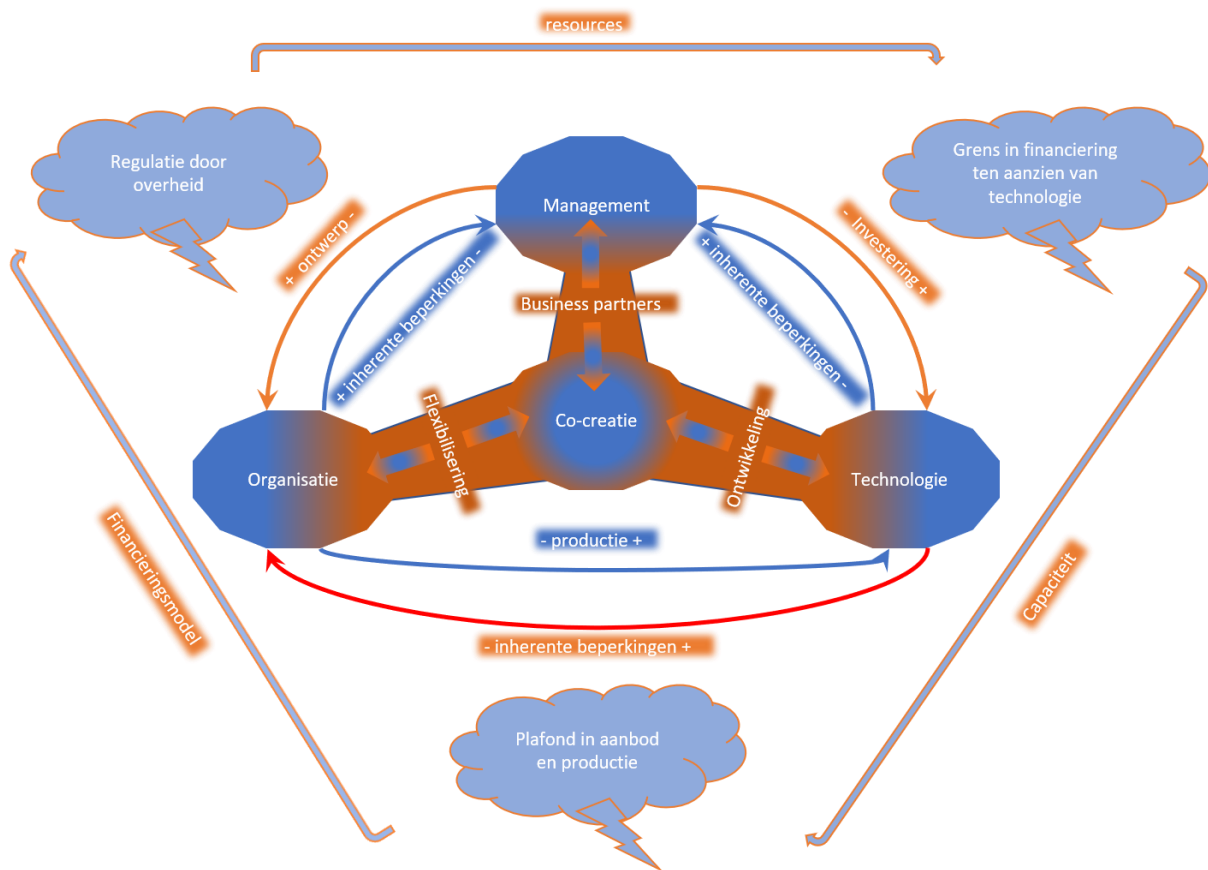 resources
Regulatie door
overheid
Grens in financiering
ten aanzien van
technologie
Management
+ ontwerp -
- Investering +
+ inherente beperkingen -
+ inherente beperkingen -
Business partners
Flexibilisering
Co-creatie
Ontwikkeling
Organisatie
Technologie
- productie +
Financieringsmodel
Capaciteit
- inherente beperkingen +
Plafond in aanbod
en productie